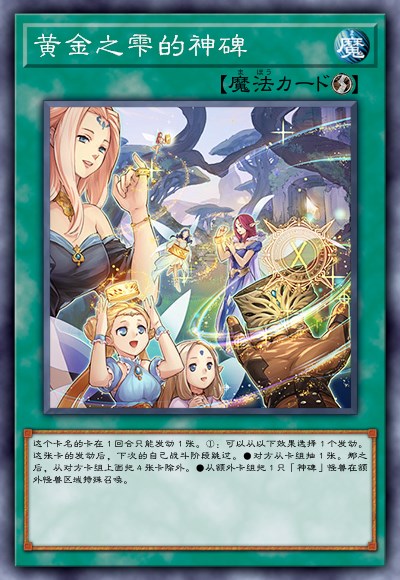 黄金之雫的神碑
魔
【魔法カード】
まほう
这个卡名的卡在1回合只能发动1张。①：可以从以下效果选择1个发动。
这张卡的发动后，下次的自己战斗阶段跳过。●对方从卡组抽1张。那之
后，从对方卡组上面把4张卡除外。●从额外卡组把1只「神碑」怪兽在额
外怪兽区域特殊召唤。